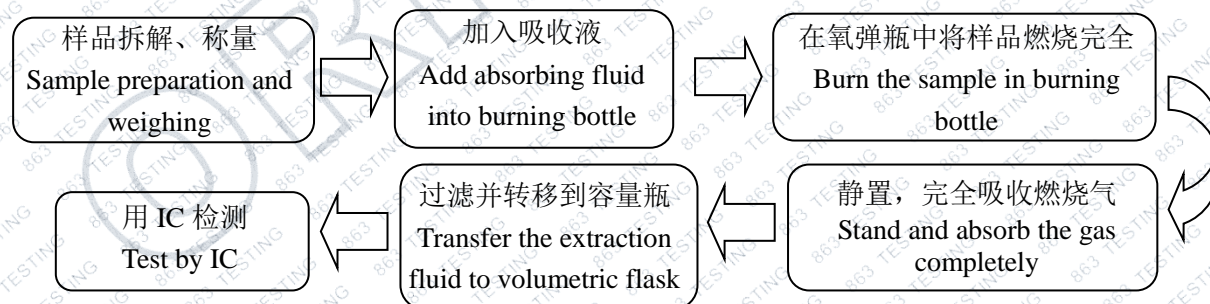 样品拆解、称量
Sample preparation and
weighing
加入吸收液
Add absorbing fluid
into burning bottle
在氧弹瓶中将样品燃烧完全
Burn the sample in burning
bottle
静置，完全吸收燃烧气
Stand and absorb the gas
completely
过滤并转移到容量瓶
Transfer the extraction
fluid to volumetric flask
用 IC 检测
Test by IC